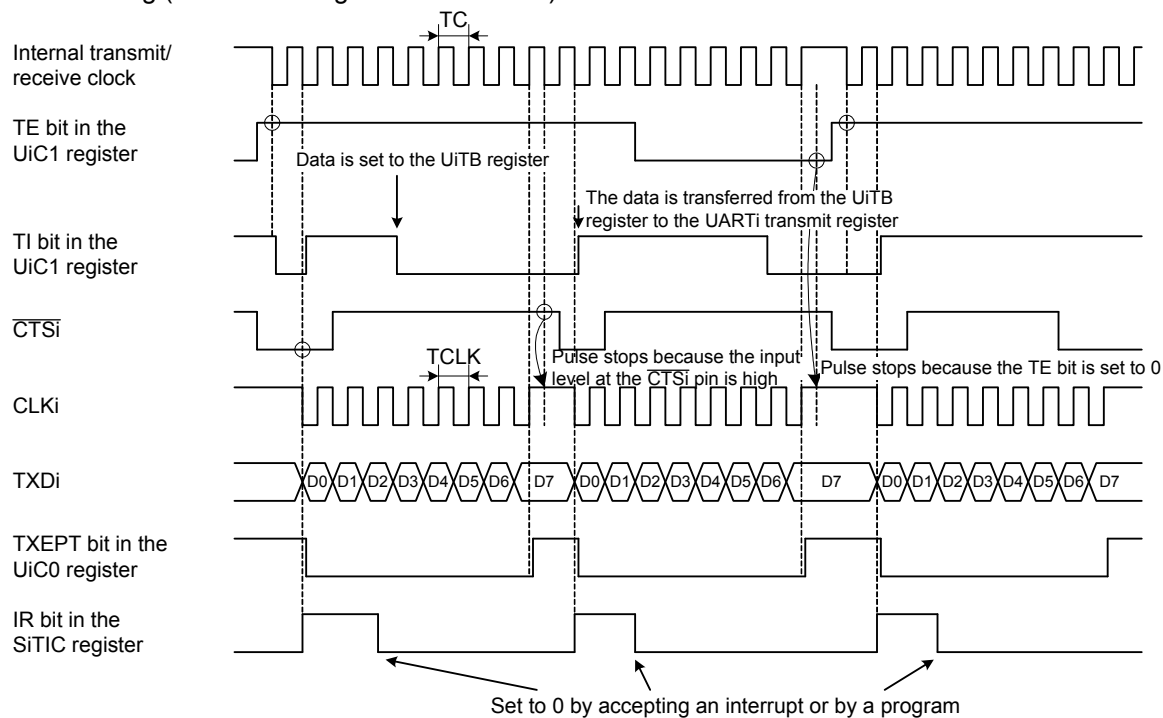 TC
Internal transmit/
receive clock
TE bit in the
UiC1 register
Data is set to the UiTB register
The data is transferred from the UiTB
register to the UARTi transmit register
TI bit in the
UiC1 register
CTSi
TCLK
Pulse stops because the input
level at the CTSi pin is high
Pulse stops because the TE bit is set to 0
CLKi
TXDi
D0 D1 D2 D3 D4 D5 D6 D7 D0 D1 D2 D3 D4 D5 D6 D7 D0 D1 D2 D3 D4 D5 D6 D7
TXEPT bit in the
UiC0 register
IR bit in the
SiTIC register
Set to 0 by accepting an interrupt or by a program